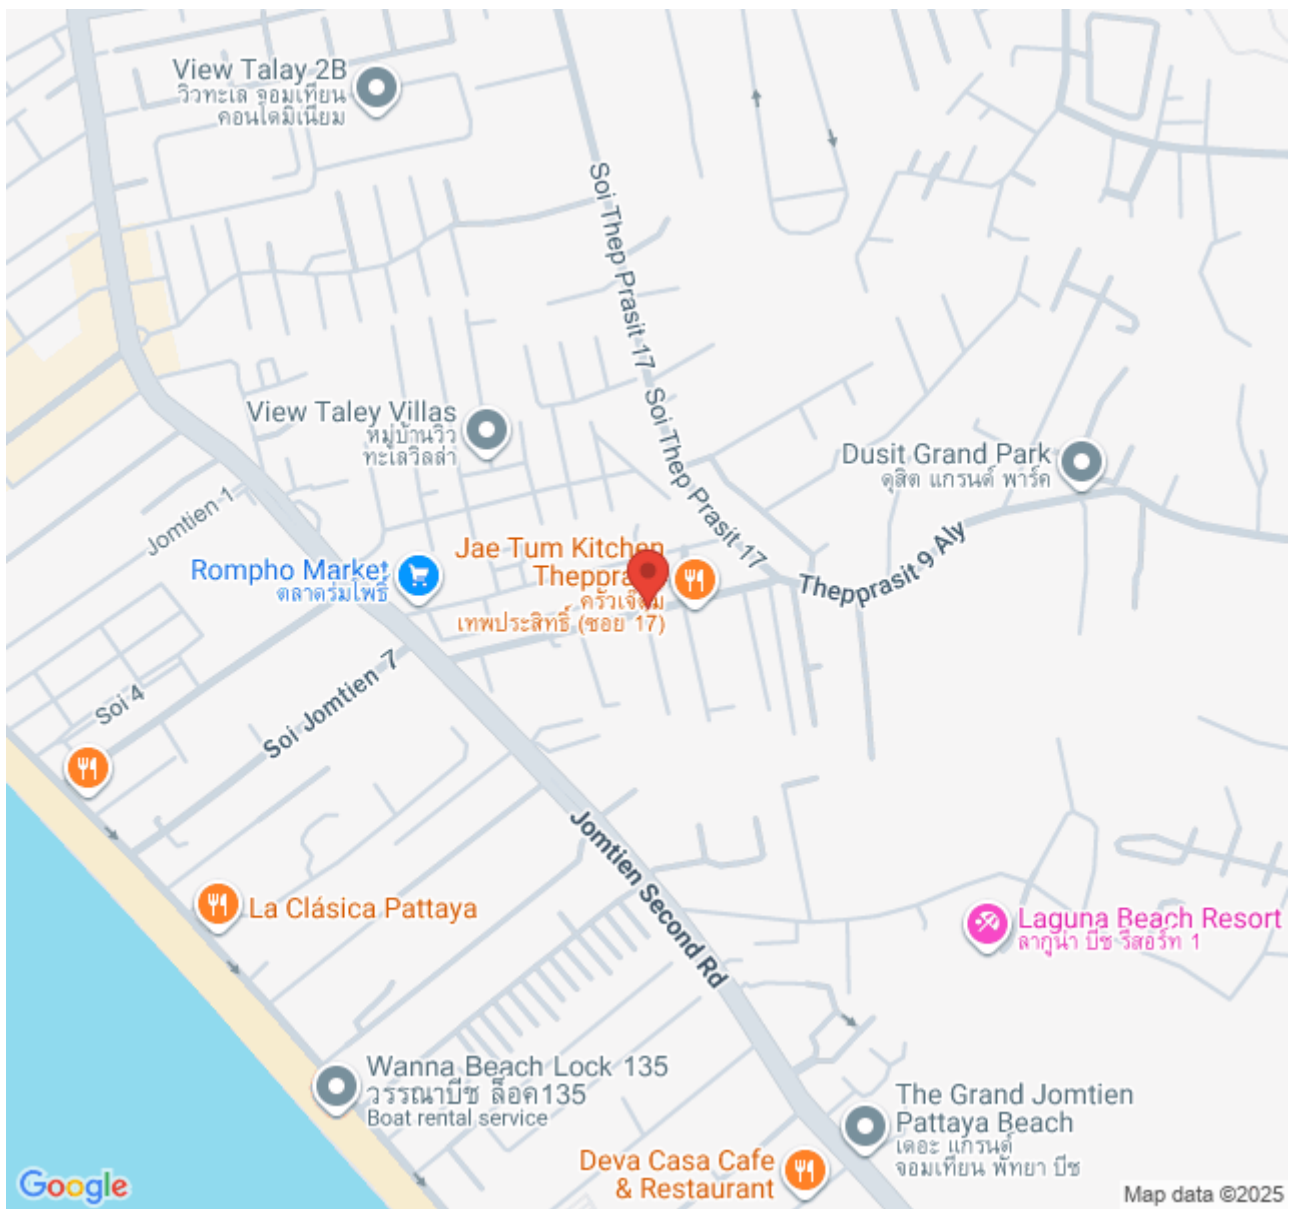 View Talay 2B
วิวทะเล จอมเทียน
คอนโดมิเนียม
Soi Thep Prasit 17
Soi Thep Prasit 17
View Taley Villas
หมู่บ้านวิว
ทะเลวิลล่า
Dusit Grand Park
ดุสิต แกรนด์ พาร์ค
Jomtien 1
Rompho Market
ตลาดร่มโพธิ์
Jae Tum Kitchen
ครัวเจ๊
เทพประสิทธิ์ (ซอย 17)
Thepprasit 9 Aly
Soi 4
Soi Jomtien 7
Jomtien Second Rd
La Clásica Pattaya
Laguna Beach Resort
ลากูน่า บีช รีสอร์ท 1
Wanna Beach Lock 135
วรรณาบีช ล็อค135
Boat rental service
The Grand Jomtien
Pattaya Beach
เดอะ แกรนด์
จอมเทียน พัทยา บีช
Deva Casa Cafe
& Restaurant
Google
Map data ©2025